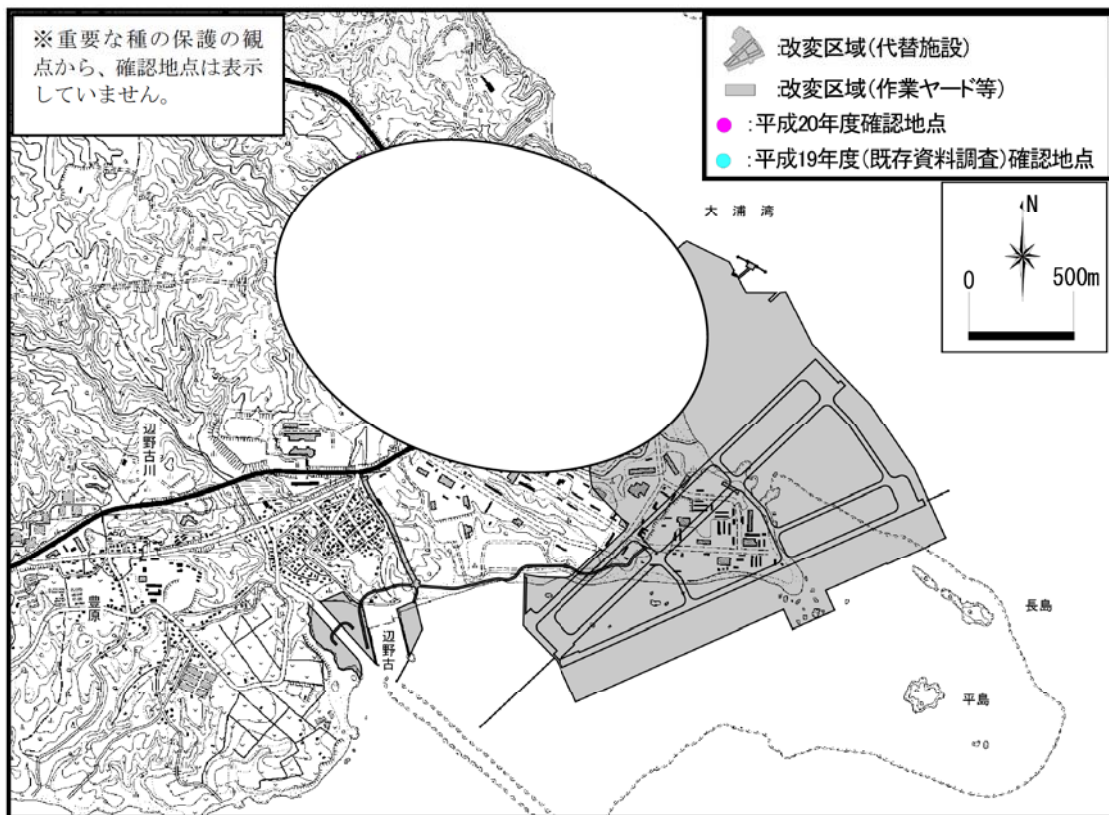 ※重要な種の保護の観
点から、確認地点は表示
していません。
:改変区域(代替施設)
:改変区域(作業ヤード等)
:平成20年度確認地点
:平成19年度(既存資料調査)確認地点
大浦湾
N
0 500m
辺野古川
豊原
辺野古
長島
平島